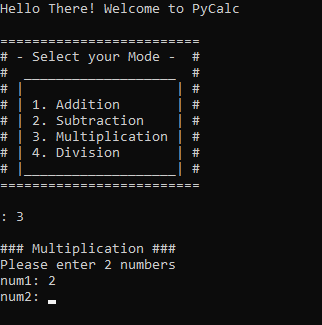 Hello There! Welcome to PyCalc
=========================
# - Select your Mode -  #
#  ___________________  #
# |                   | #
# | 1. Addition       | #
# | 2. Subtraction    | #
# | 3. Multiplication | #
# | 4. Division       | #
# |___________________| #
=========================
: 3
### Multiplication ###
Please enter 2 numbers
num1: 2
num2: